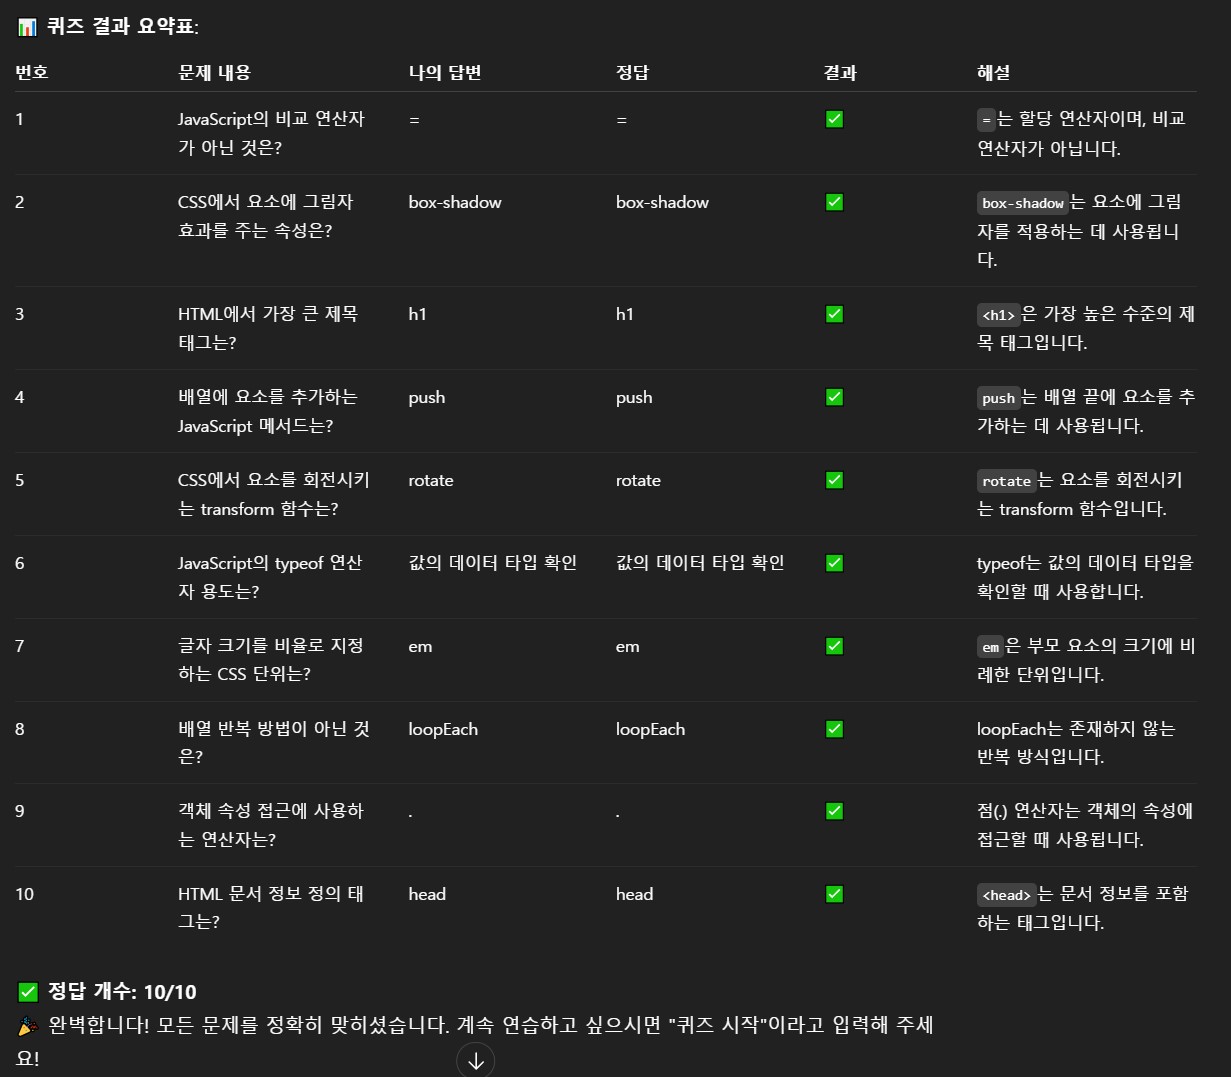 📊 퀴즈 결과 요약표:
번호 문제 내용 나의 답변 정답 결과 해설
1 JavaScript의 비교 연산자 = = ✅ =는 할당 연산자이며, 비교
가 아닌 것은? 연산자가 아닙니다.
2 CSS에서 요소에 그림자 box-shadow box-shadow ✅ box-shadow는 요소에 그림
효과를 주는 속성은? 자를 적용하는 데 사용됩니
다.
3 HTML에서 가장 큰 제목 h1 h1 ✅ <h1>은 가장 높은 수준의 제
태그는? 목 태그입니다.
4 배열에 요소를 추가하는 push push ✅ push는 배열 끝에 요소를 추
JavaScript 메서드는? 가하는 데 사용됩니다.
5 CSS에서 요소를 회전시키 rotate rotate ✅ rotate는 요소를 회전시키
는 transform 함수는? 는 transform 함수입니다.
6 JavaScript의 typeof 연산 값의 데이터 타입 확인 값의 데이터 타입 확인 ✅ typeof는 값의 데이터 타입을
자 용도는? 확인할 때 사용합니다.
7 글자 크기를 비율로 지정 em em ✅ em은 부모 요소의 크기에 비
하는 CSS 단위는? 례한 단위입니다.
8 배열 반복 방법이 아닌 것 loopEach loopEach ✅ loopEach는 존재하지 않는
은? 반복 방식입니다.
9 객체 속성 접근에 사용하 . . ✅ 점(.) 연산자는 객체의 속성에
는 연산자는? 접근할 때 사용됩니다.
10 HTML 문서 정보 정의 태 head head ✅ <head>는 문서 정보를 포함
그는? 하는 태그입니다.
✅ 정답 개수: 10/10
🎉 완벽합니다! 모든 문제를 정확히 맞히셨습니다. 계속 연습하고 싶으시면 "퀴즈 시작"이라고 입력해 주세
요!